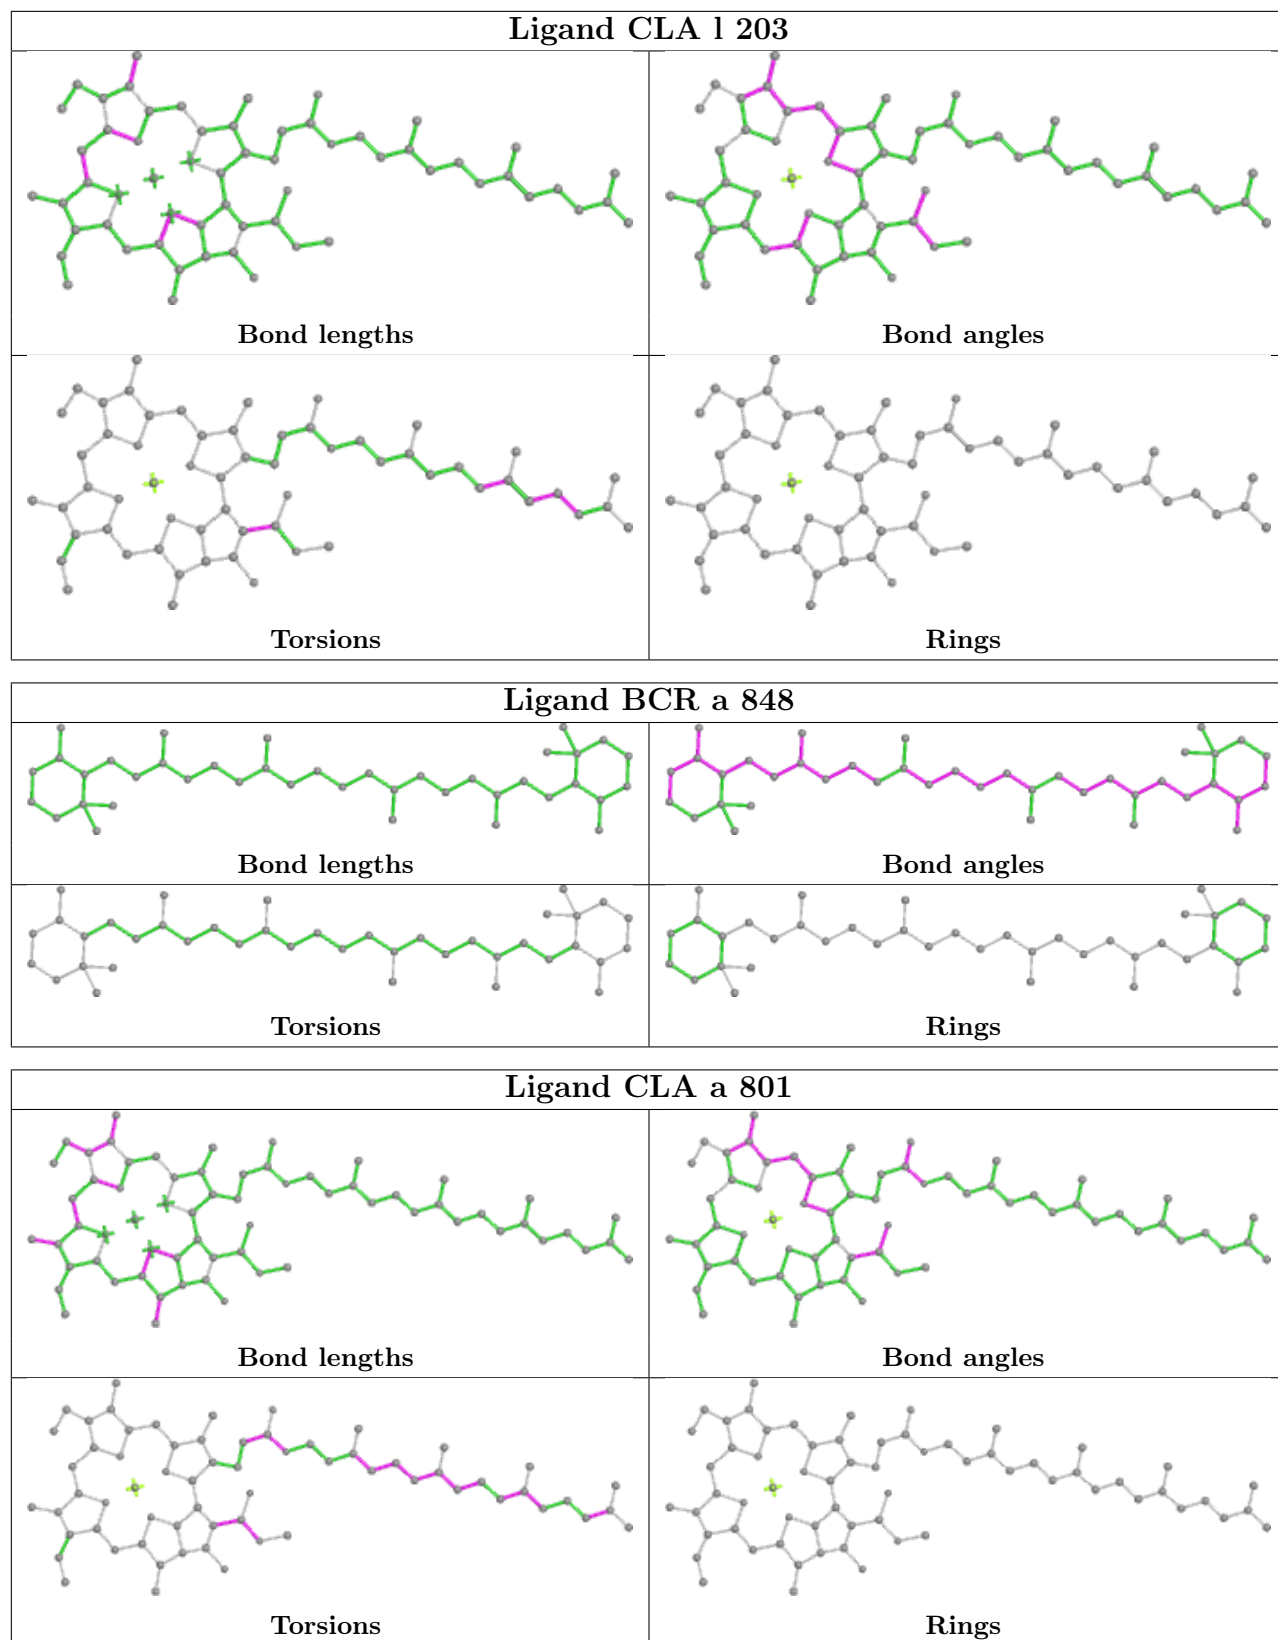 Ligand CLA l 203
Bond lengths
Bond angles
Torsions
Rings
Ligand BCR a 848
Bond lengths
Bond angles
Torsions
Rings
Ligand CLA a 801
Bond lengths
Bond angles
Torsions
Rings